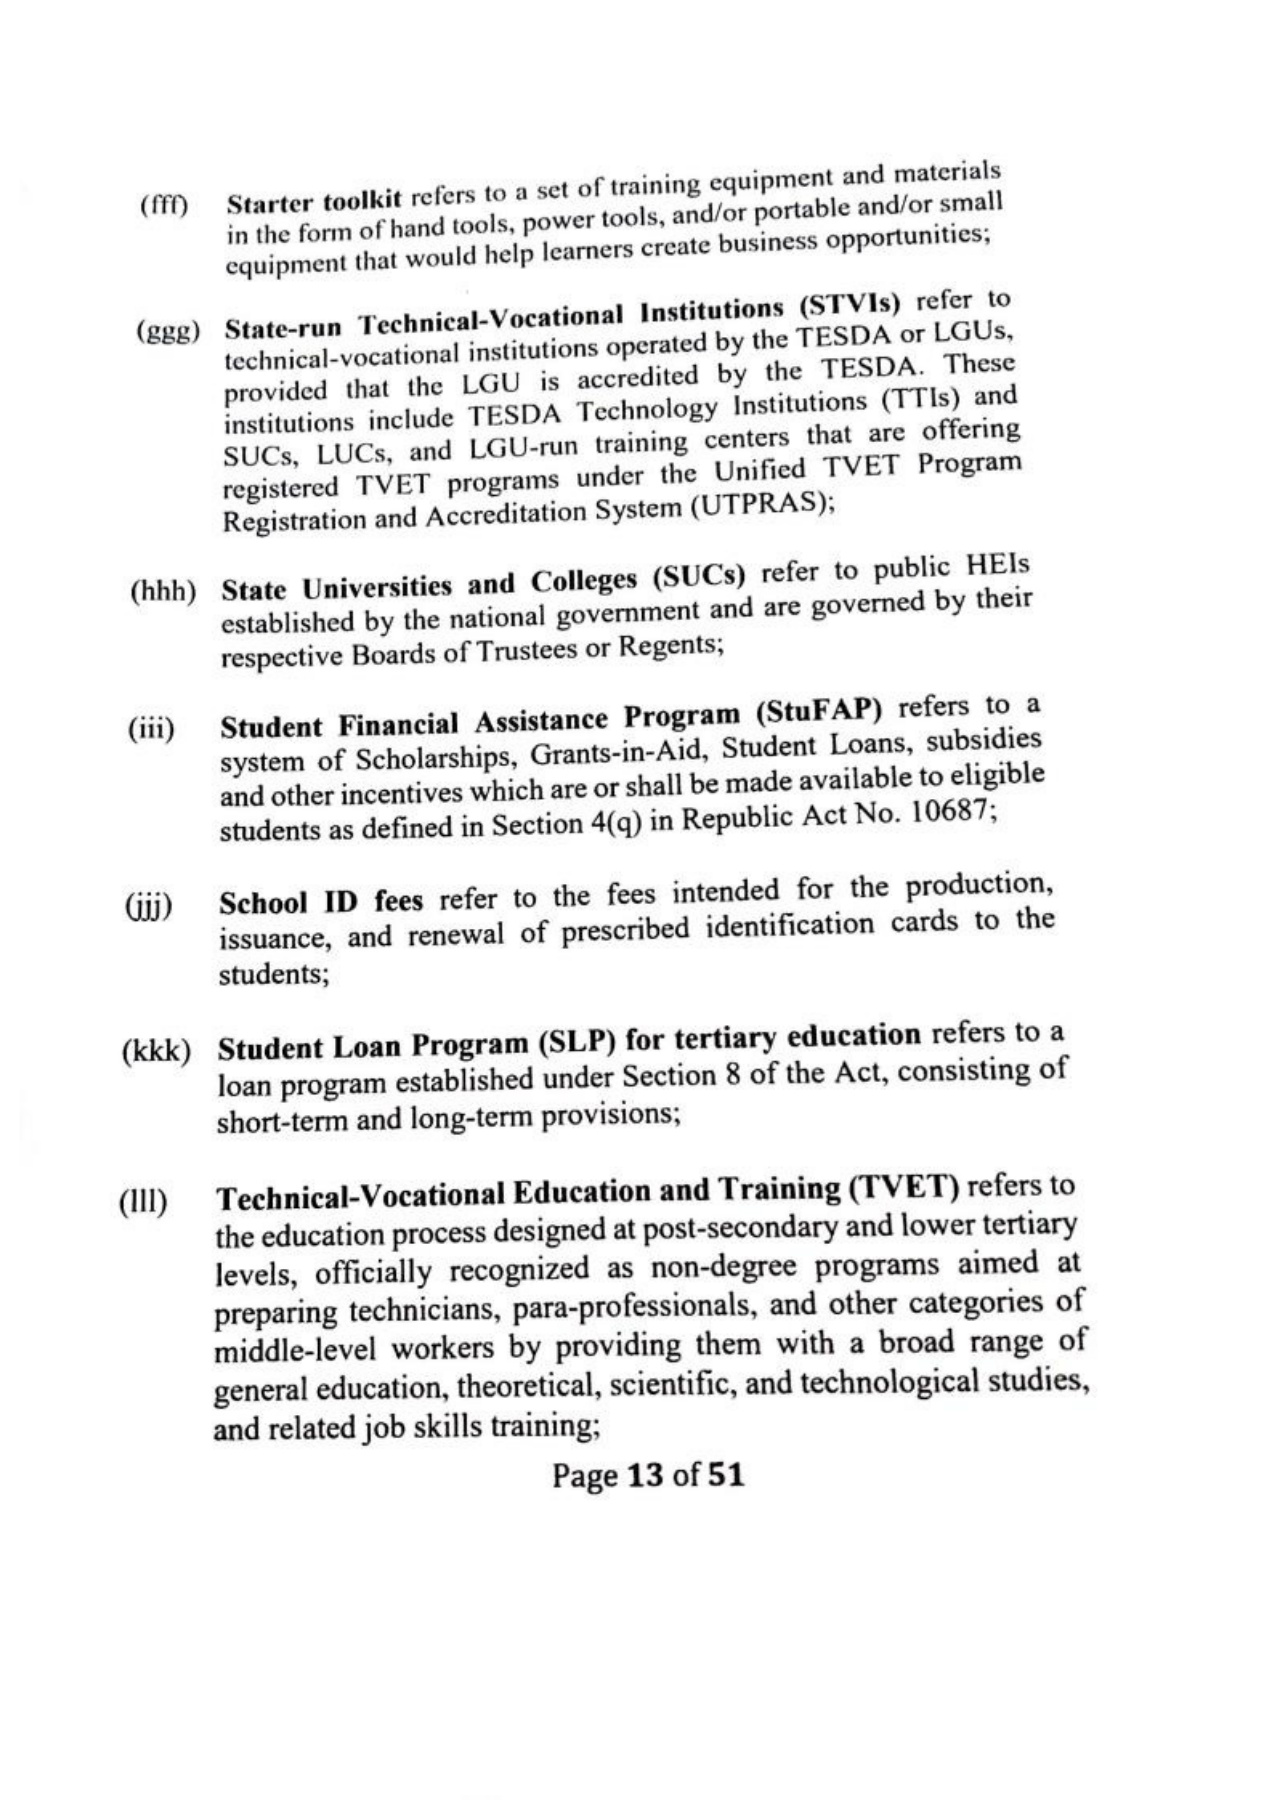 (fff) Starter toolkit refers to a set of training equipment and materials
in the form of hand tools, power tools, and/or portable and/or small
equipment that would help learners create business opportunities;
(ggg) State-run Technical-Vocational Institutions (STVIs) refer to
technical-vocational institutions operated by the TESDA or LGUs,
provided that the LGU is accredited by the TESDA. These
institutions include TESDA Technology Institutions (TTIs) and
SUCs, LUCs, and LGU-run training centers that are offering
registered TVET programs under the Unified TVET Program
Registration and Accreditation System (UTPRAS);
(hhh) State Universities and Colleges (SUCs) refer to public HEIs
established by the national government and are governed by their
respective Boards of Trustees or Regents;
(iii) Student Financial Assistance Program (StuFAP) refers to a
system of Scholarships, Grants-in-Aid, Student Loans, subsidies
and other incentives which are or shall be made available to eligible
students as defined in Section 4(q) in Republic Act No. 10687;
(jjj) School ID fees refer to the fees intended for the production,
issuance, and renewal of prescribed identification cards to the
students;
(kkk) Student Loan Program (SLP) for tertiary education refers to a
loan program established under Section 8 of the Act, consisting of
short-term and long-term provisions;
(lll) Technical-Vocational Education and Training (TVET) refers to
the education process designed at post-secondary and lower tertiary
levels, officially recognized as non-degree programs aimed at
preparing technicians, para-professionals, and other categories of
middle-level workers by providing them with a broad range of
general education, theoretical, scientific, and technological studies,
and related job skills training;
Page 13 of 51